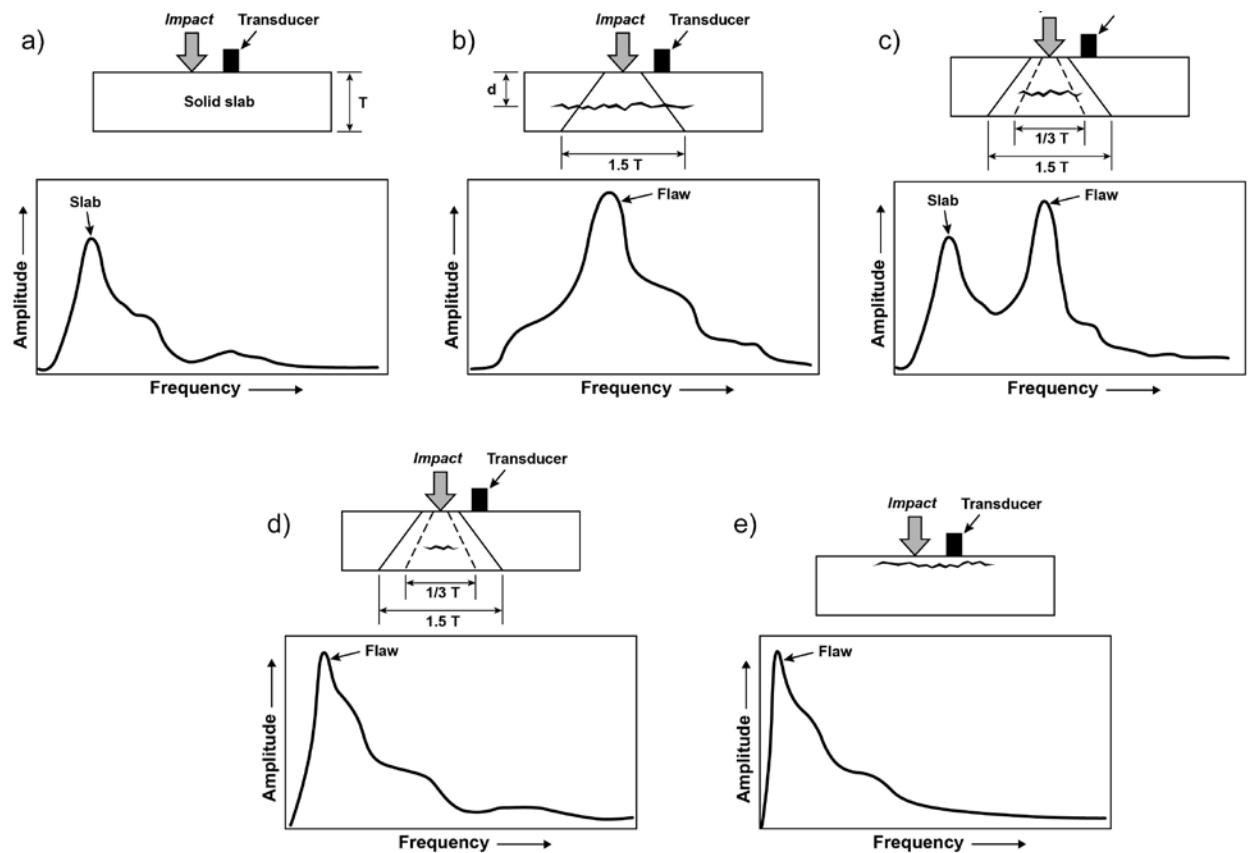 a)
Impact
Transducer
Solid slab
T
Slab
Amplitude
Frequency
b)
Impact
Transducer
d
1.5 T
Flaw
Amplitude
Frequency
c)
1/3 T
1.5 T
Slab
Flaw
Amplitude
Frequency
d)
Impact
Transducer
1/3 T
1.5 T
Flaw
Amplitude
Frequency
e)
Impact
Transducer
Flaw
Amplitude
Frequency